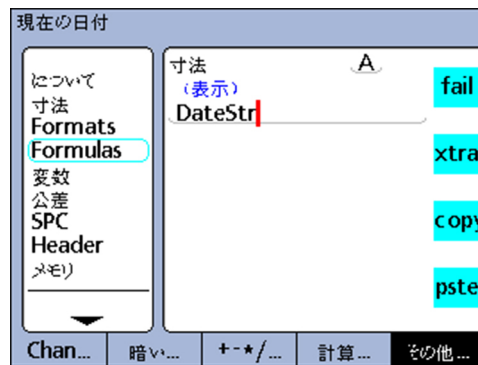 現在の日付
について
寸法
Formats
Formulas
変数
公差
SPC
Header
メモリ
寸法
A
（表示）
DateStr
fail
xtra
copy
pste
Chan...
暗い...
+-*/...
計算...
その他...